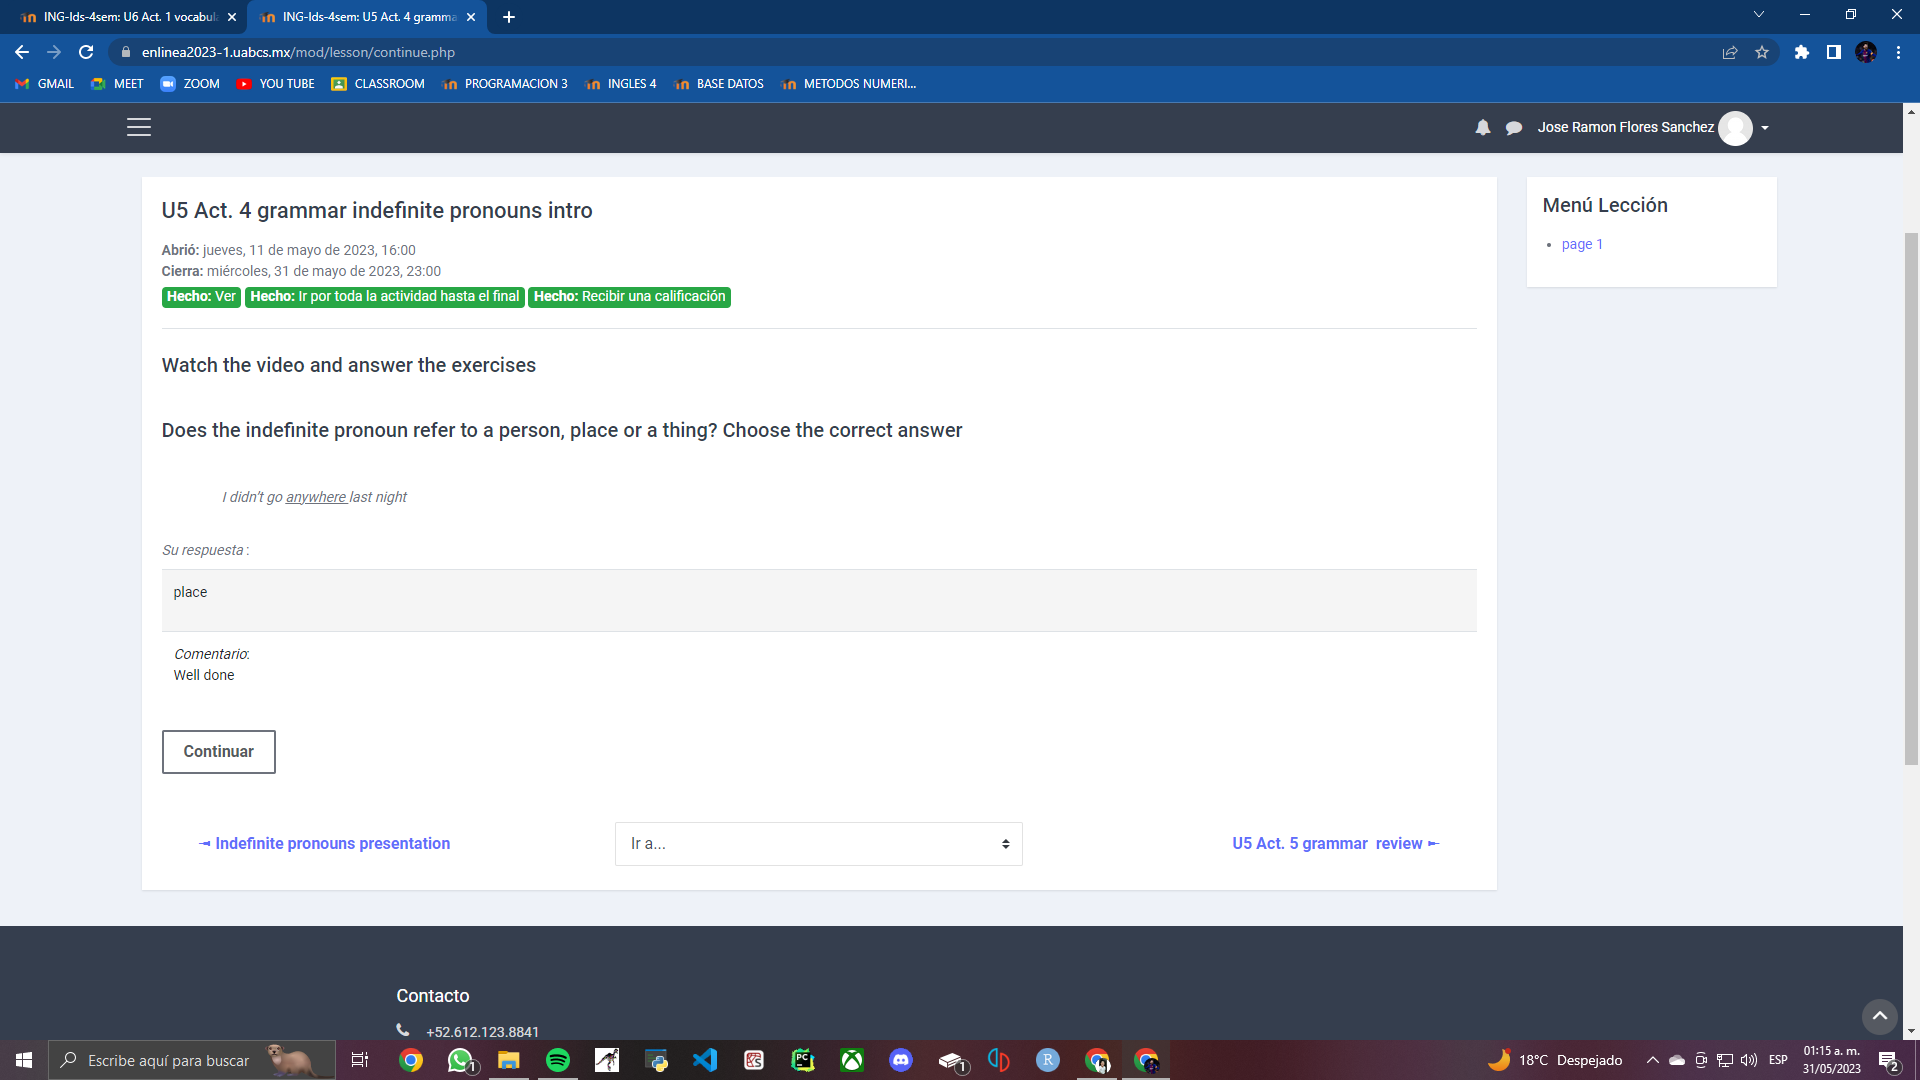 ING-Ids-4sem: U6 Act. 1 vocabula
ING-Ids-4sem: U5 Act. 4 gramma
enlinea2023-1.uabcs.mx/mod/lesson/continue.php
GMAIL
MEET
ZOOM
YOU TUBE
CLASSROOM
PROGRAMACION 3
INGLES 4
BASE DATOS
METODOS NUMERI...
Jose Ramon Flores Sanchez
U5 Act. 4 grammar indefinite pronouns intro
Abrió: jueves, 11 de mayo de 2023, 16:00
Cierra: miércoles, 31 de mayo de 2023, 23:00
Hecho: Ver Hecho: Ir por toda la actividad hasta el final Hecho: Recibir una calificación
Menú Lección
page 1
Watch the video and answer the exercises
Does the indefinite pronoun refer to a person, place or a thing? Choose the correct answer
I didn't go anywhere last night
Su respuesta :
place
Comentario:
Well done
Continuar
◄ Indefinite pronouns presentation
Ir a...
U5 Act. 5 grammar review ►
Contacto
+52.612.123.8841
Escribe aquí para buscar
18°C Despejado
ESP
01:15 a. m.
31/05/2023